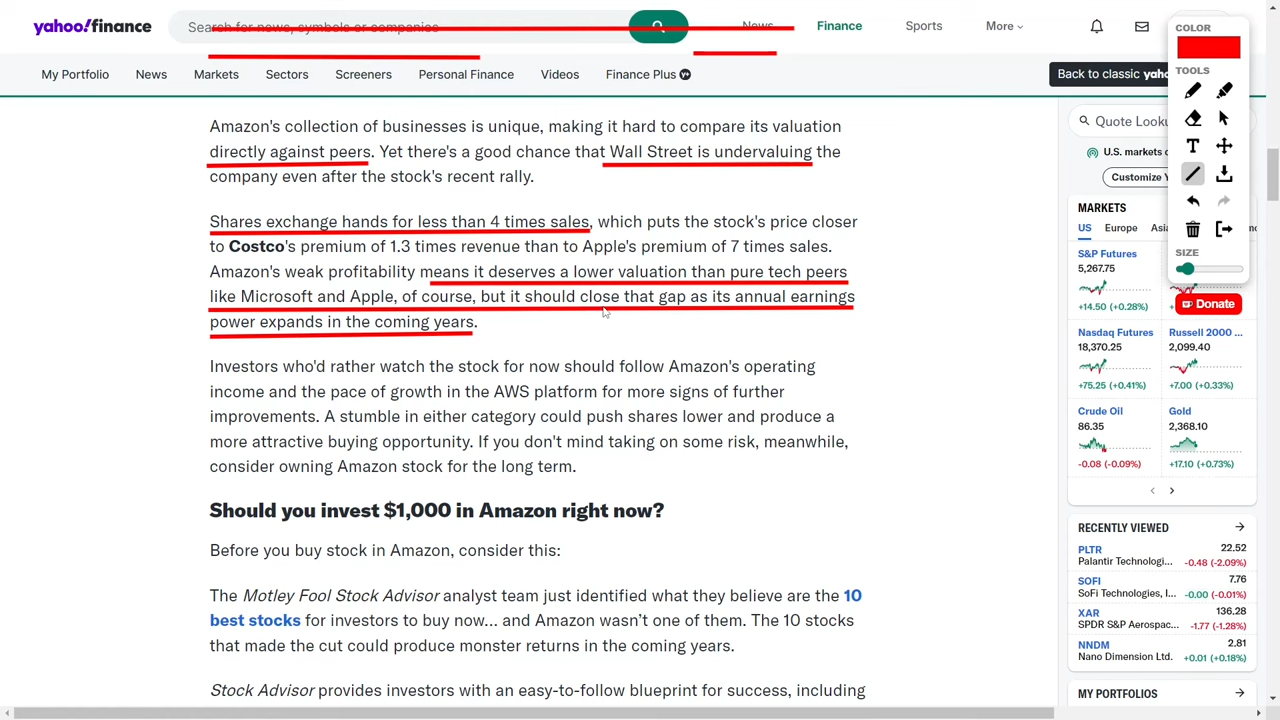 yahoo!finance
Search for news, symbols or companies
News
Finance
Sports
More
COLOR
TOOLS
SIZE
Donate
My Portfolio
News
Markets
Sectors
Screeners
Personal Finance
Videos
Finance Plus
Back to classic
Amazon's collection of businesses is unique, making it hard to compare its valuation
directly against peers. Yet there's a good chance that Wall Street is undervaluing the
company even after the stock's recent rally.
Shares exchange hands for less than 4 times sales, which puts the stock's price closer
to Costco's premium of 1.3 times revenue than to Apple's premium of 7 times sales.
Amazon's weak profitability means it deserves a lower valuation than pure tech peers
like Microsoft and Apple, of course, but it should close that gap as its annual earnings
power expands in the coming years.
Investors who'd rather watch the stock for now should follow Amazon's operating
income and the pace of growth in the AWS platform for more signs of further
improvements. A stumble in either category could push shares lower and produce a
more attractive buying opportunity. If you don't mind taking on some risk, meanwhile,
consider owning Amazon stock for the long term.
Should you invest $1,000 in Amazon right now?
Before you buy stock in Amazon, consider this:
The Motley Fool Stock Advisor analyst team just identified what they believe are the 10
best stocks for investors to buy now… and Amazon wasn't one of them. The 10 stocks
that made the cut could produce monster returns in the coming years.
Stock Advisor provides investors with an easy-to-follow blueprint for success, including
Quote
U.S. markets
Customize
MARKETS
US
Europe
S&P Futures
5,267.75
+14.50 (+0.28%)
Nasdaq Futures
18,370.25
+75.25 (+0.41%)
Russell 2000 ...
2,099.40
+7.00 (+0.33%)
Crude Oil
86.35
-0.08 (-0.09%)
Gold
2,368.10
+17.10 (+0.73%)
RECENTLY VIEWED
PLTR
22.52
Palantir Technologi...
-0.48 (-2.09%)
SOFI
7.76
SoFi Technologies, I...
-0.00 (-0.01%)
XAR
136.28
SPDR S&P Aerospac...
-1.77 (-1.28%)
NNDM
2.81
Nano Dimension Ltd.
+0.01 (+0.18%)
MY PORTFOLIOS